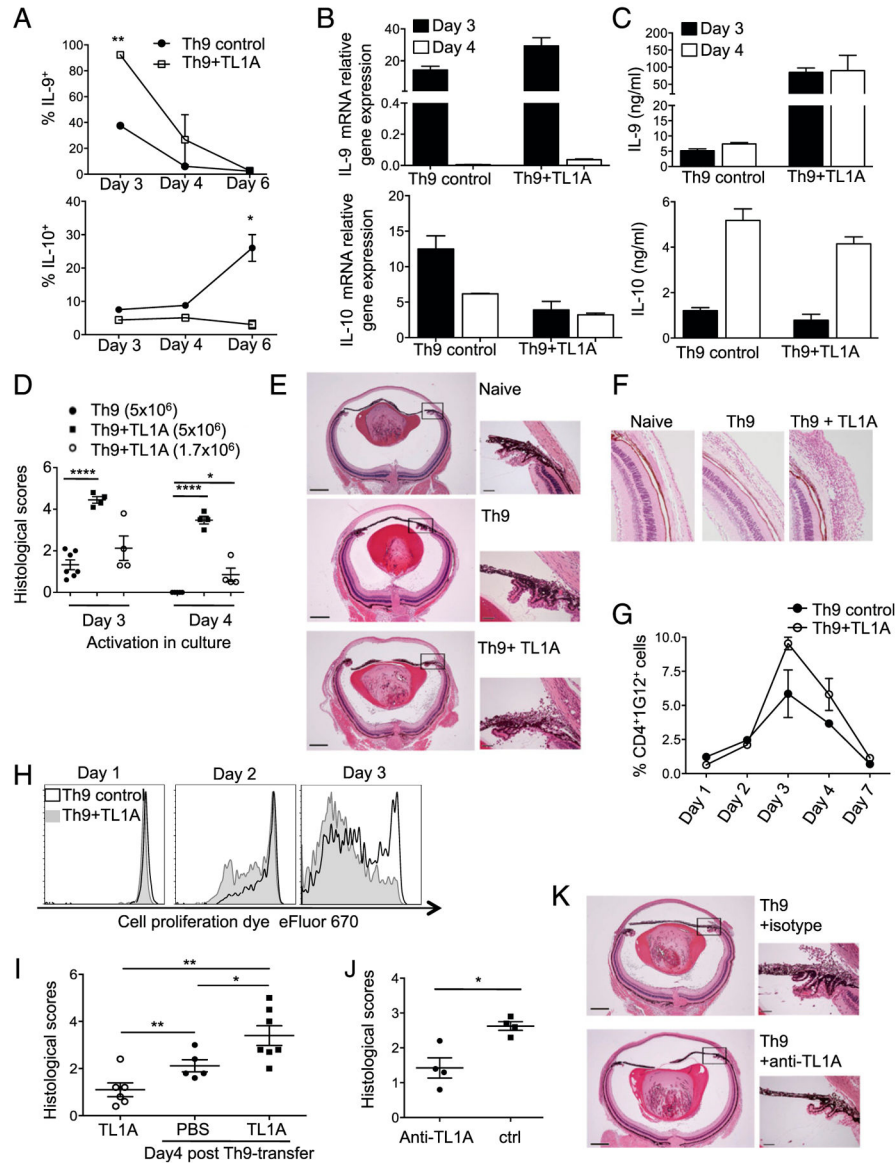 A
Th9 control
Th9+TL1A
**
% IL-9⁺
100
80
60
40
20
0
Day 3
Day 4
Day 6
% IL-10⁺
40
30
20
10
0
*
Day 3
Day 4
Day 6
B
Day 3
Day 4
IL-9 mRNA relative
gene expression
20
0.4
0.2
0.0
Th9 control
Th9+TL1A
IL-10 mRNA relative
gene expression
15
10
5
0
Th9 control
Th9+TL1A
C
Day 3
Day 4
IL-9 (ng/ml)
150
125
100
75
50
10
5
0
Th9 control
Th9+TL1A
IL-10 (ng/ml)
6
4
2
0
Th9 control
Th9+TL1A
D
Th9 (5x10⁶)
Th9+TL1A (5x10⁶)
Th9+TL1A (1.7x10⁶)
Histological scores
6
4
2
0
****
*
****
Day 3
Day 4
Activation in culture
E
Naive
Th9
Th9+ TL1A
F
Naive
Th9
Th9 + TL1A
G
Th9 control
Th9+TL1A
% CD4⁺1G12⁺ cells
10.0
7.5
5.0
2.5
0
Day 1
Day 2
Day 3
Day 4
Day 7
H
Day 1
Day 2
Day 3
Th9 control
Th9+TL1A
Cell proliferation dye eFluor 670
I
Histological scores
6
4
2
0
**
**
*
TL1A
PBS
TL1A
Day4 post Th9-transfer
J
Histological scores
3
2
1
0
*
Anti-TL1A
ctrl
K
Th9
+isotype
Th9
+anti-TL1A